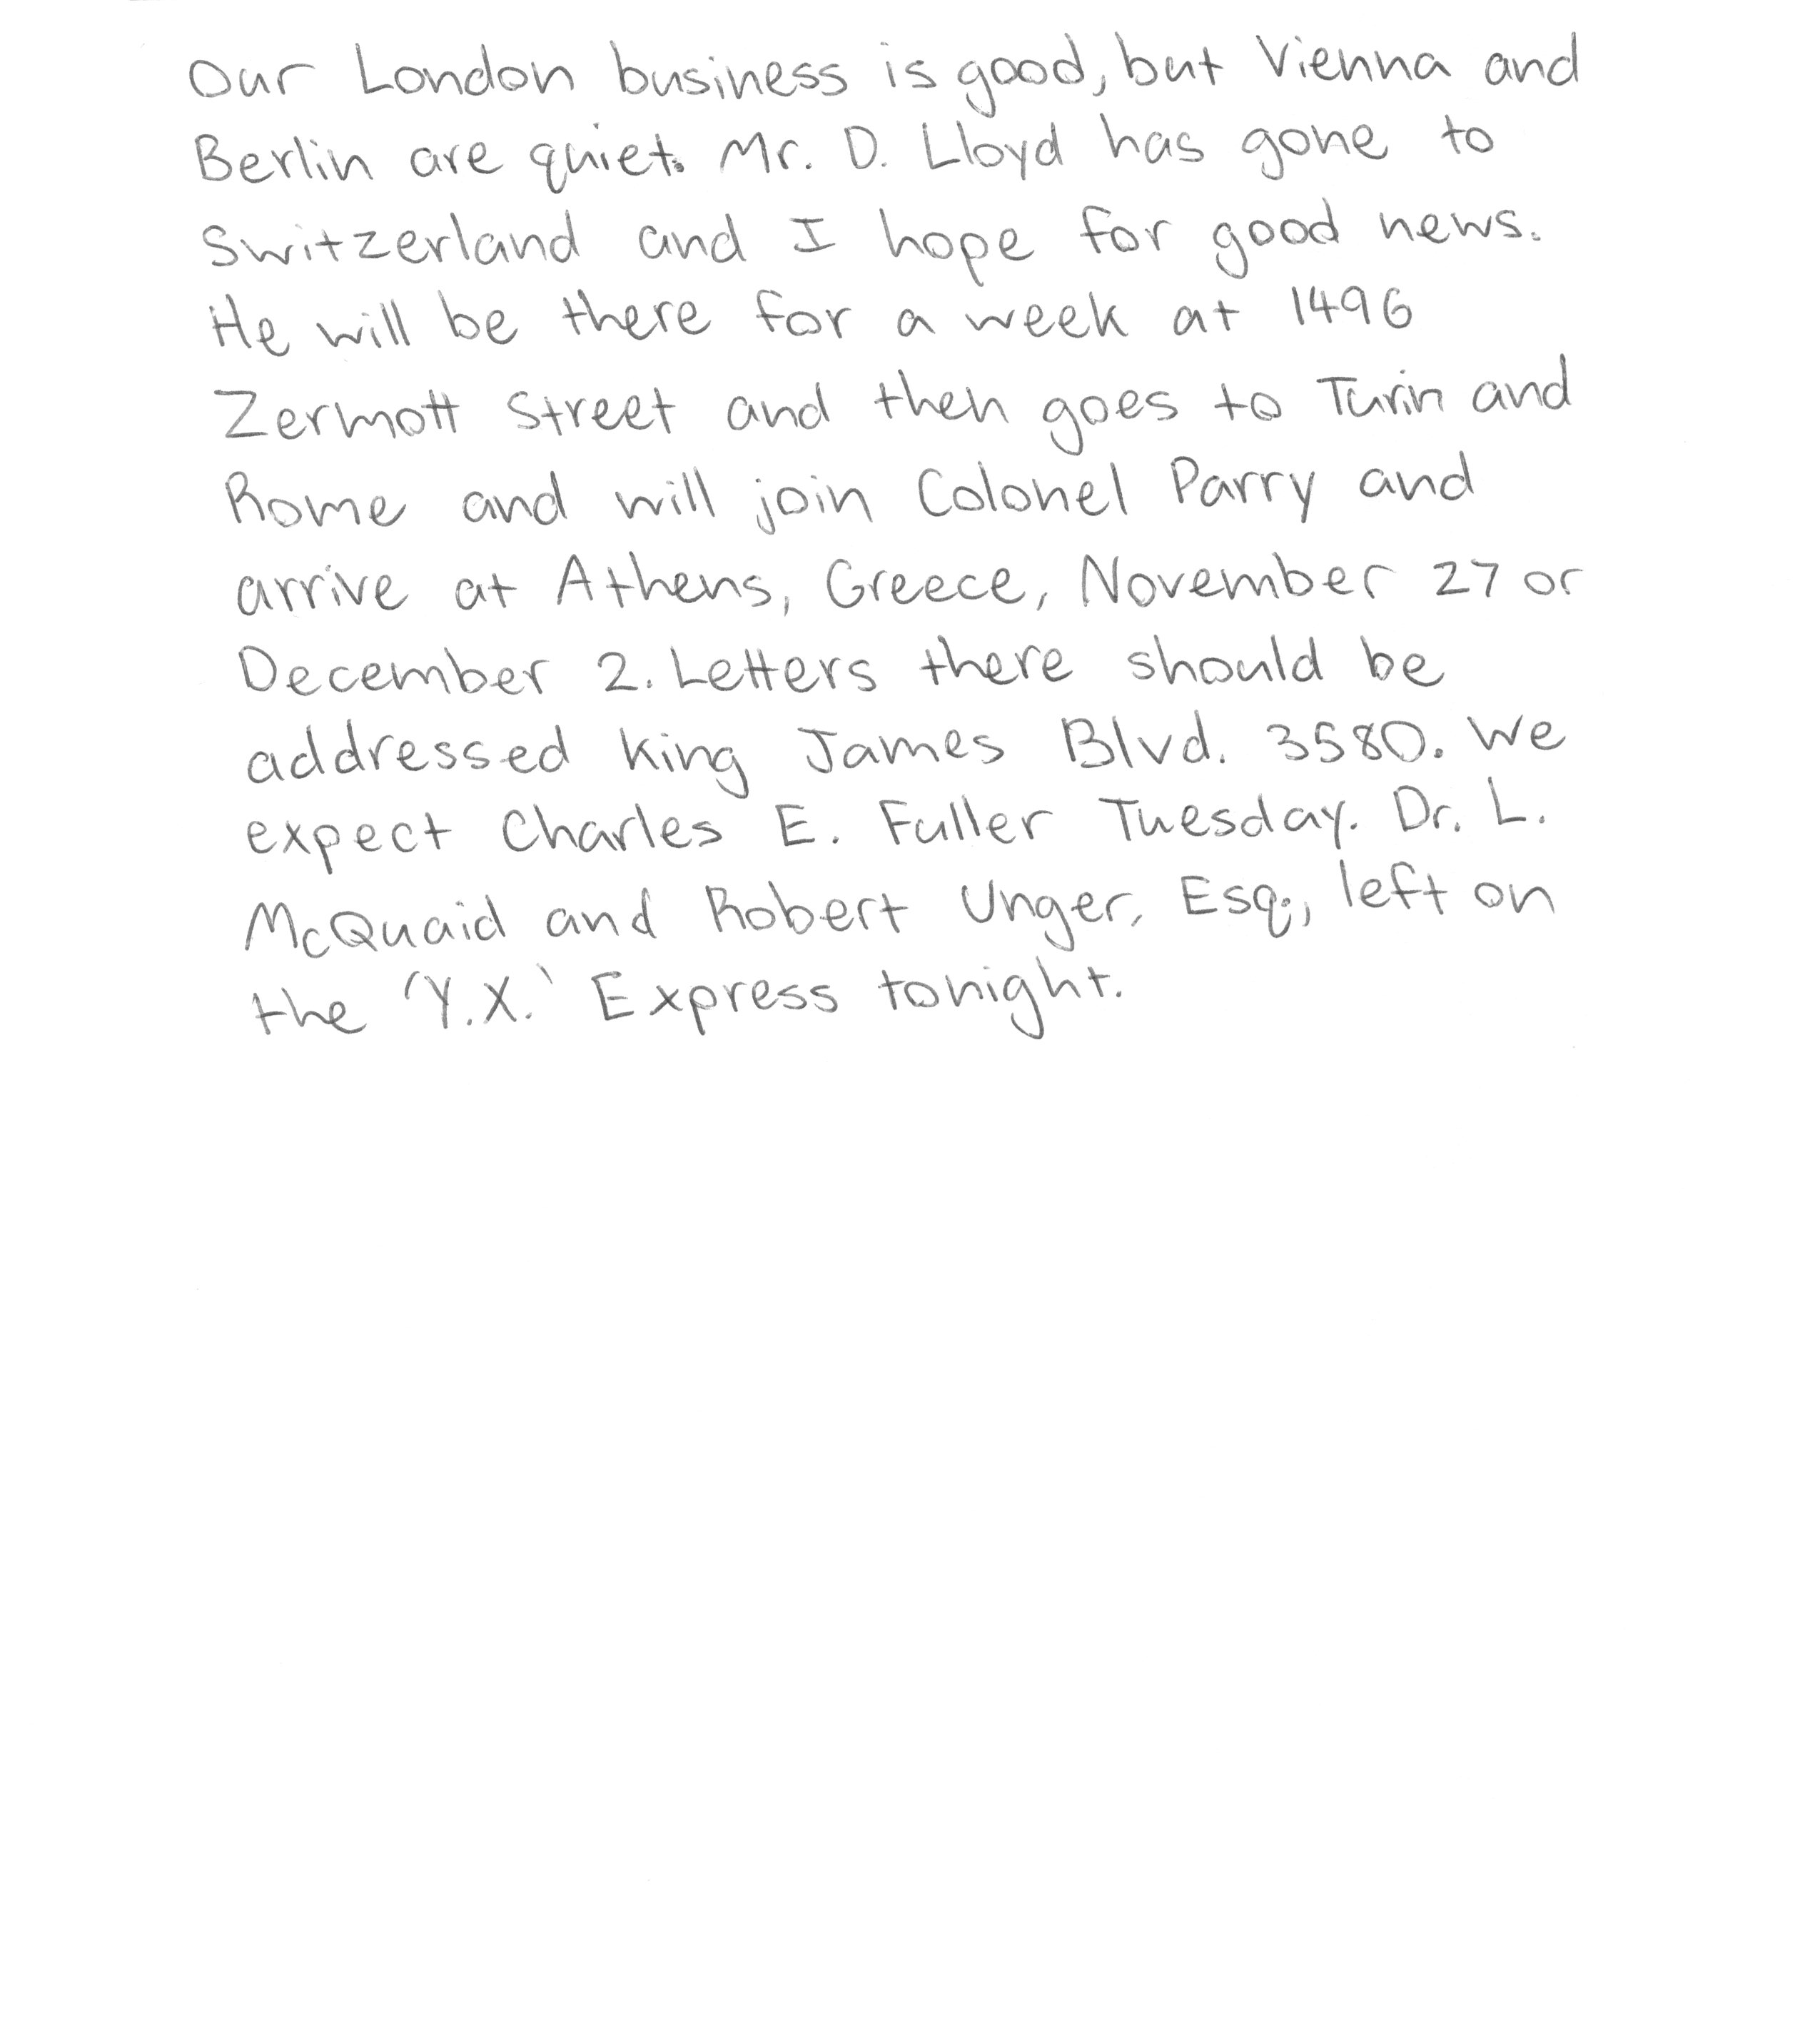 Our London business is good, but Vienna and
Berlin are quiet. Mr. D. Lloyd has gone to
Switzerland and I hope for good news.
He will be there for a week at 1496
Zermott Street and then goes to Turin and
Rome and will join Colonel Parry and
arrive at Athens, Greece, November 27 or
December 2. Letters there should be
addressed King James Blvd. 3580. We
expect Charles E. Fuller Tuesday. Dr. L.
McQuaid and Robert Unger, Esq., left on
the 'Y.X.' Express tonight.